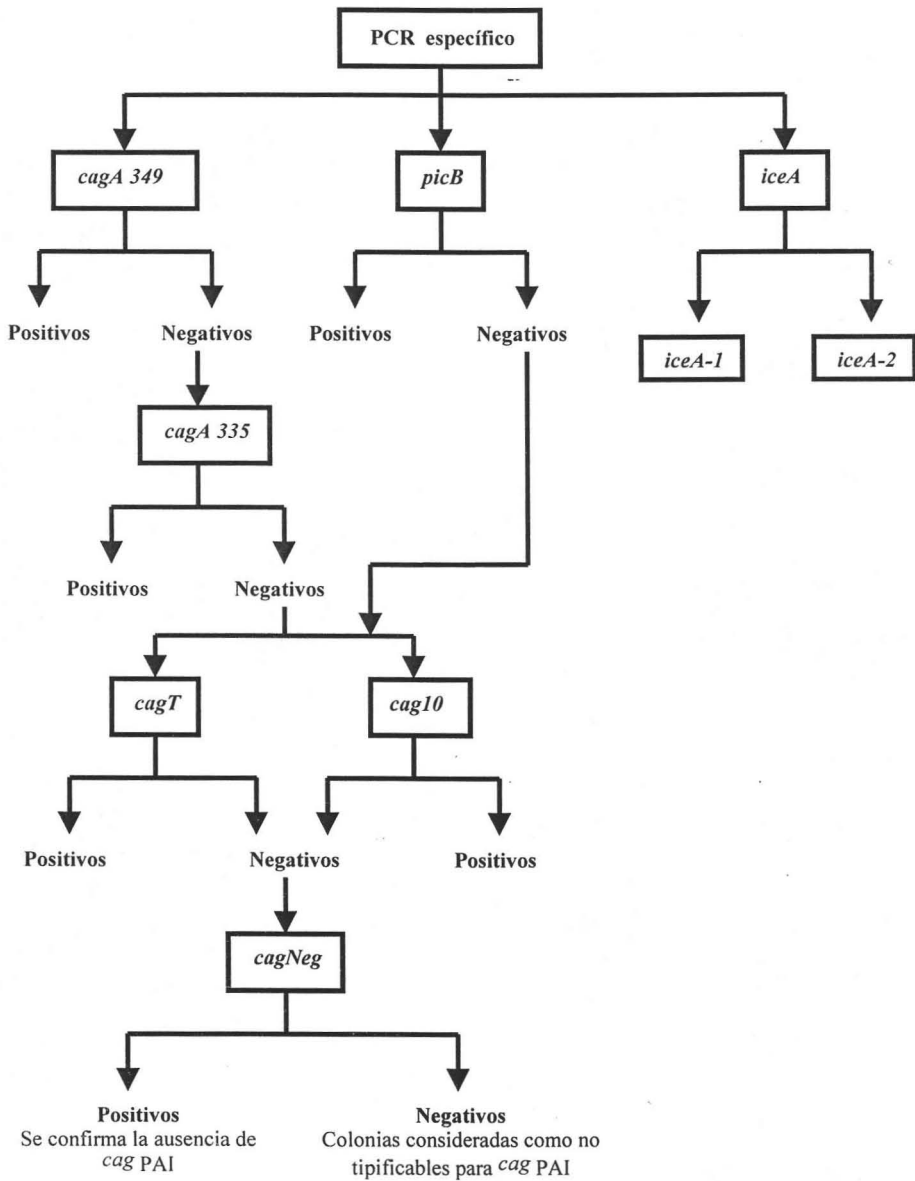 PCR específico
cagA 349
picB
iceA
Positivos
Negativos
Positivos
Negativos
iceA-1
iceA-2
cagA 335
Positivos
Negativos
cagT
cag10
Positivos
Negativos
Positivos
cagNeg
Positivos
Se confirma la ausencia de
cag PAI
Negativos
Colonias consideradas como no
tipificables para cag PAI